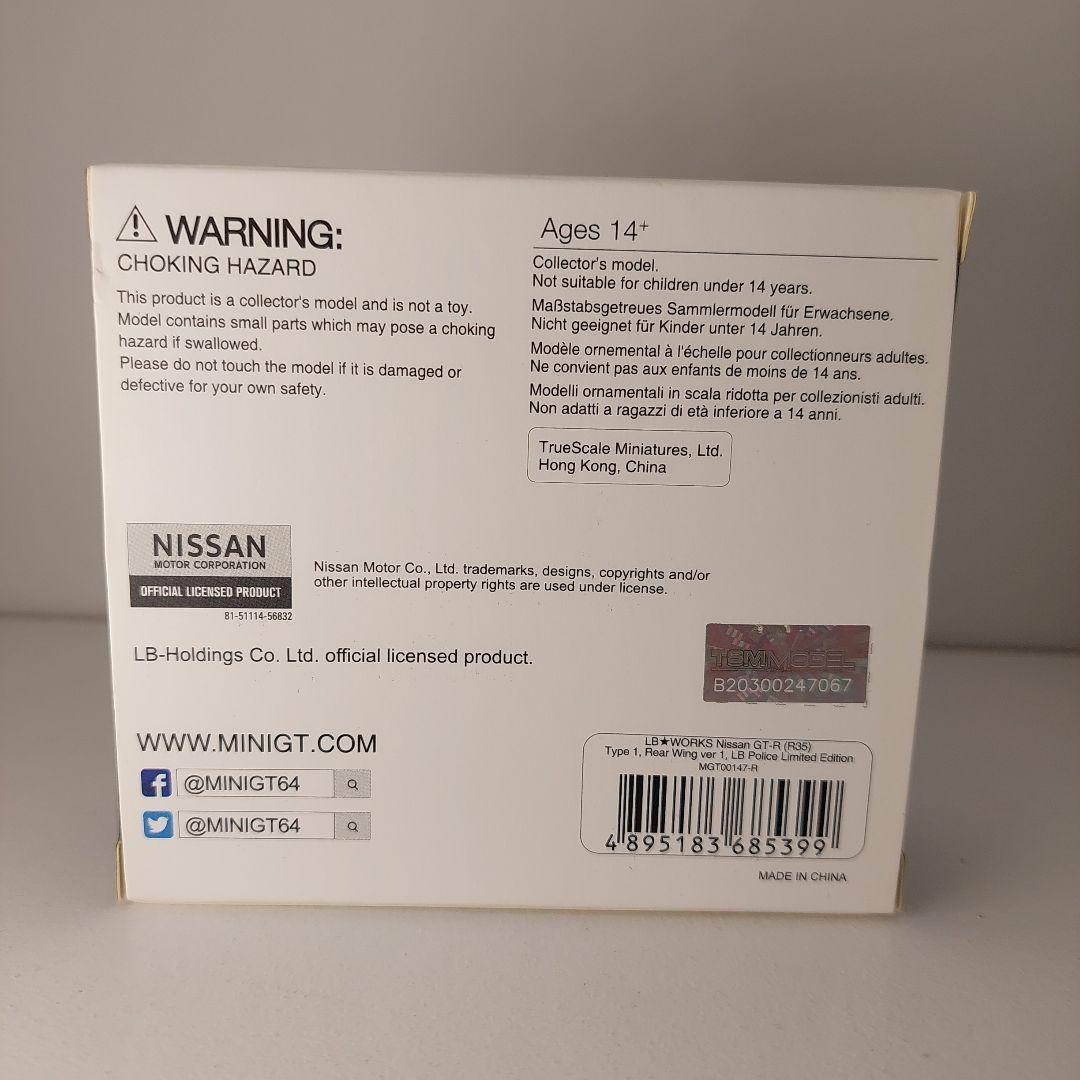 WARNING:
CHOKING HAZARD
This product is a collector's model and is not a toy.
Model contains small parts which may pose a choking
hazard if swallowed.
Please do not touch the model if it is damaged or
defective for your own safety.
Ages 14+
Collector's model.
Not suitable for children under 14 years.
Maßstabsgetreues Sammlermodell für Erwachsene.
Nicht geeignet für Kinder unter 14 Jahren.
Modèle ornemental à l'échelle pour collectionneurs adultes.
Ne convient pas aux enfants de moins de 14 ans.
Modelli ornamentali in scala ridotta per collezionisti adulti.
Non adatti a ragazzi di età inferiore a 14 anni.
TrueScale Miniatures, Ltd.
Hong Kong, China
NISSAN
MOTOR CORPORATION
OFFICIAL LICENSED PRODUCT
81-51114-56832
Nissan Motor Co., Ltd. trademarks, designs, copyrights and/or
other intellectual property rights are used under license.
LB-Holdings Co. Ltd. official licensed product.
TSMMODEL
B20300247067
WWW.MINIGT.COM
@MINIGT64
@MINIGT64
LB★WORKS Nissan GT-R (R35)
Type 1, Rear Wing ver 1, LB Police Limited Edition
MGT00147-R
4 895183 685399
MADE IN CHINA